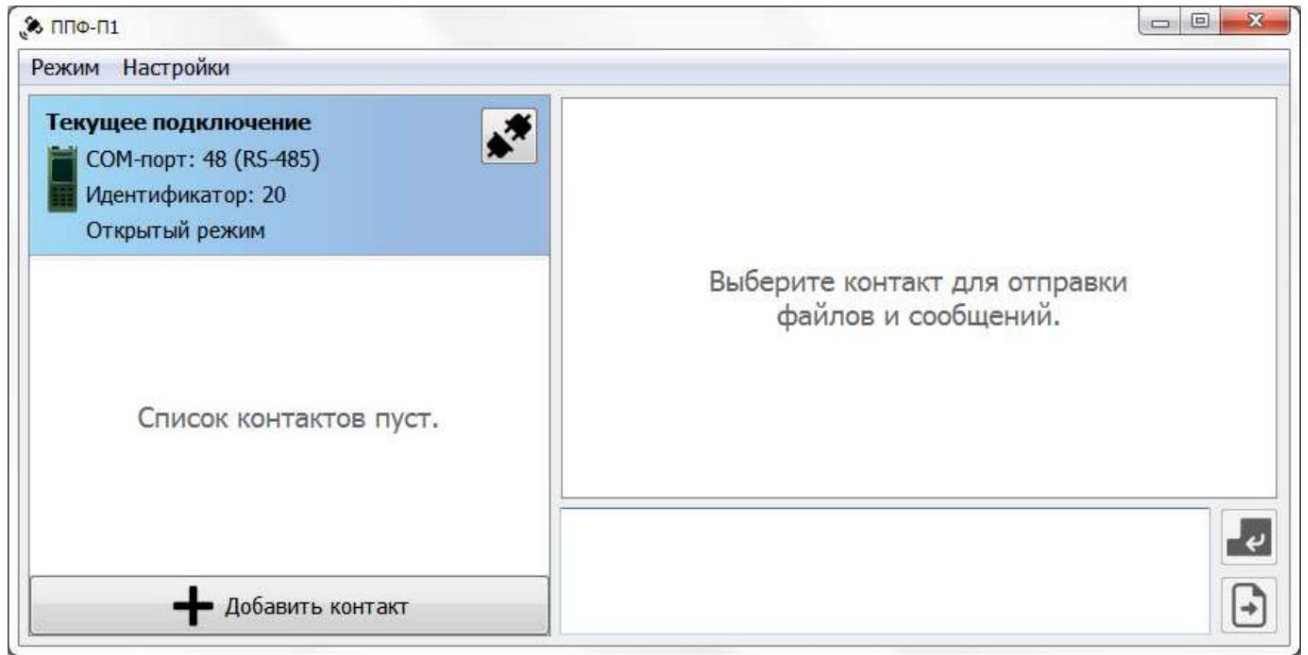 ППФ-П1
Режим Настройки
Текущее подключение
COM-порт: 48 (RS-485)
Идентификатор: 20
Открытый режим
Список контактов пуст.
Добавить контакт
Выберите контакт для отправки
файлов и сообщений.